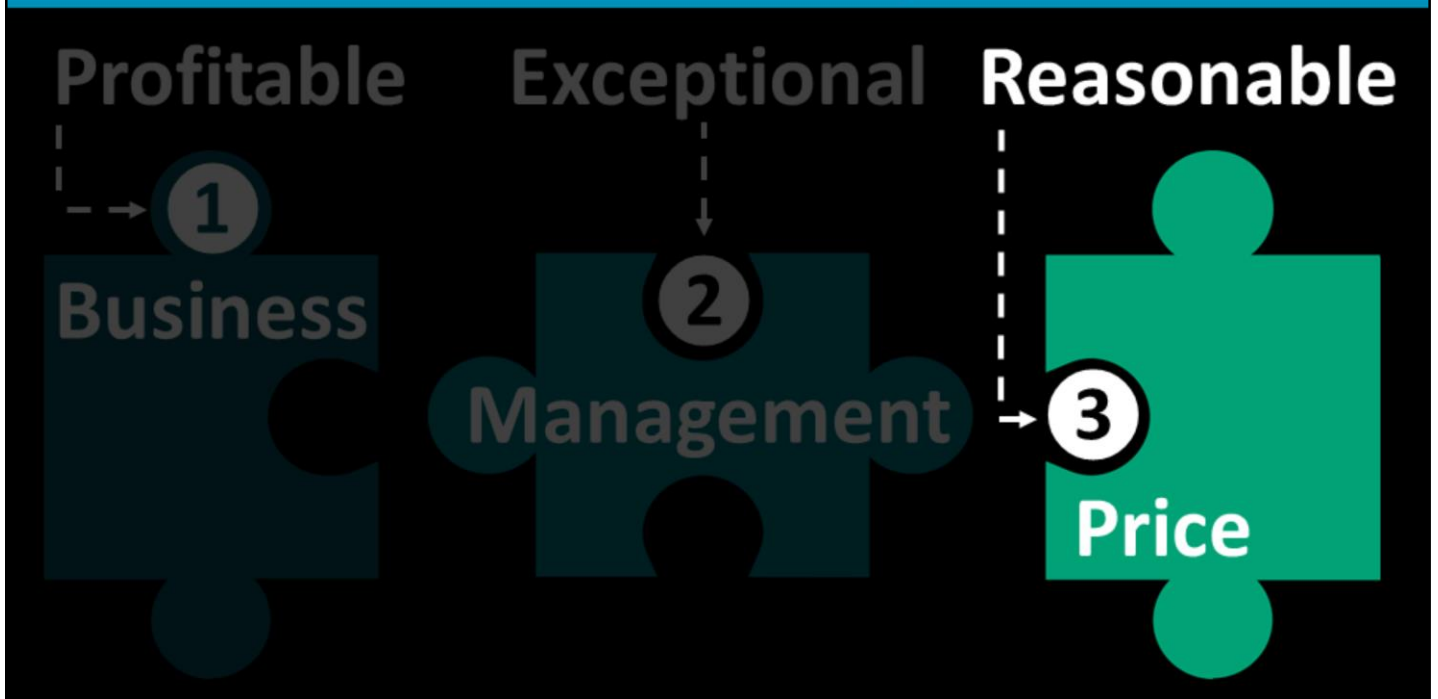 Profitable
1
Business
Exceptional
2
Management
Reasonable
3
Price